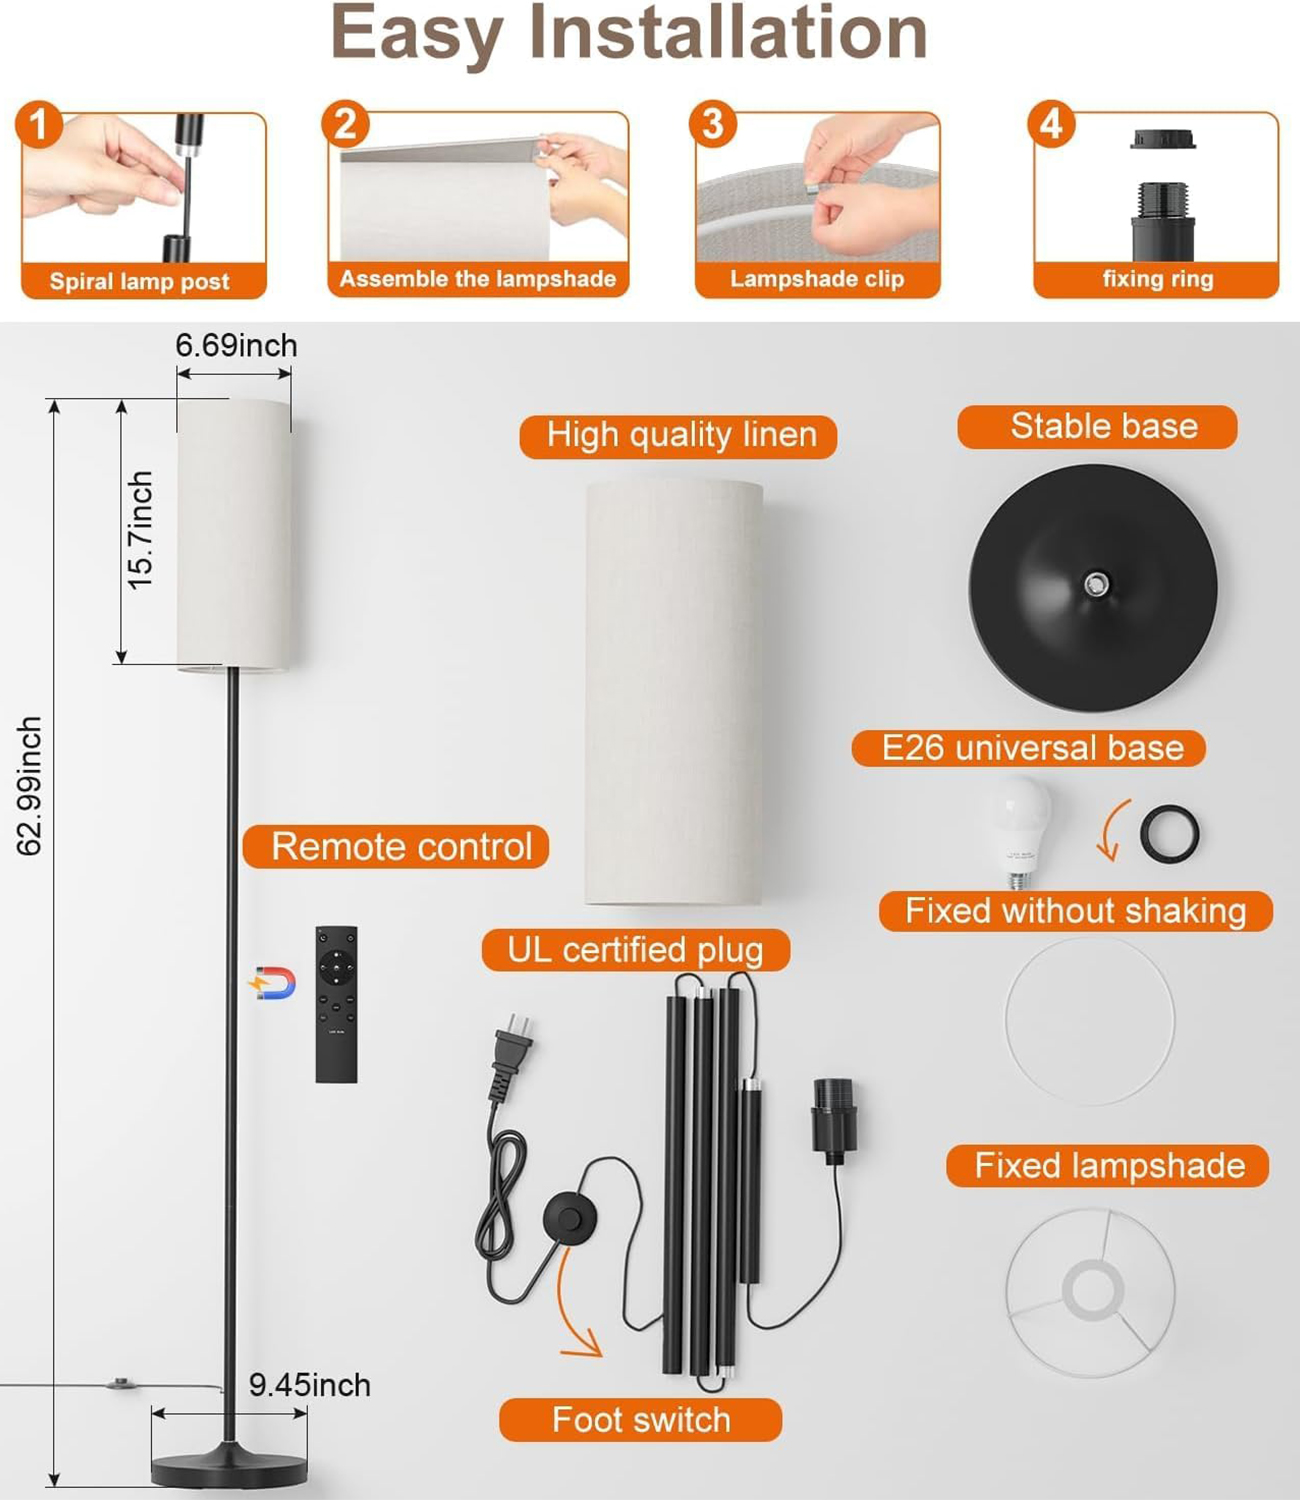 Easy Installation
1
2
3
4
Spiral lamp post
Assemble the lampshade
Lampshade clip
fixing ring
6.69inch
15.7inch
62.99inch
High quality linen
Stable base
E26 universal base
Remote control
Fixed without shaking
UL certified plug
Fixed lampshade
9.45inch
Foot switch